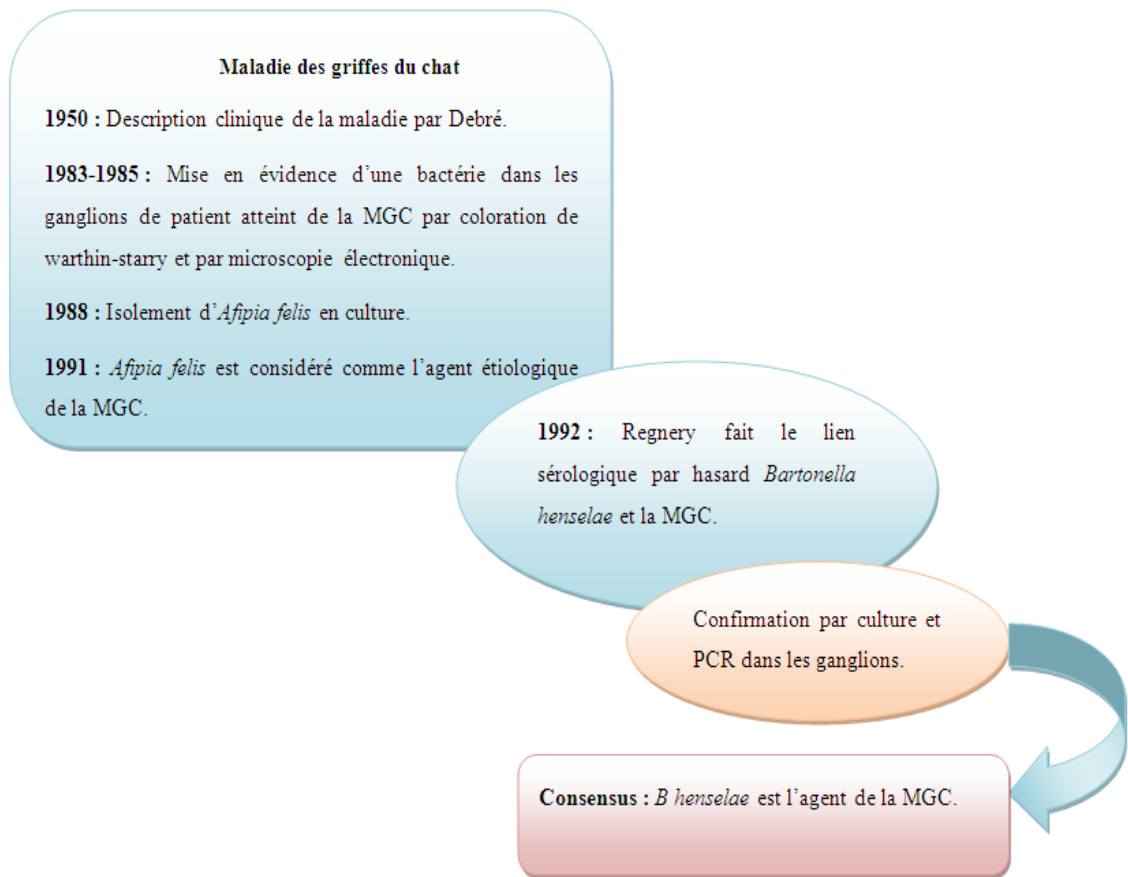 Maladie des griffes du chat
1950 : Description clinique de la maladie par Debré.
1983-1985 : Mise en évidence d’une bactérie dans les
ganglions de patient atteint de la MGC par coloration de
warthin-starry et par microscopie électronique.
1988 : Isolement d’Afipia felis en culture.
1991 : Afipia felis est considéré comme l’agent étiologique
de la MGC.
1992 : Regnery fait le lien
sérologique par hasard Bartonella
henselae et la MGC.
Confirmation par culture et
PCR dans les ganglions.
Consensus : B henselae est l’agent de la MGC.